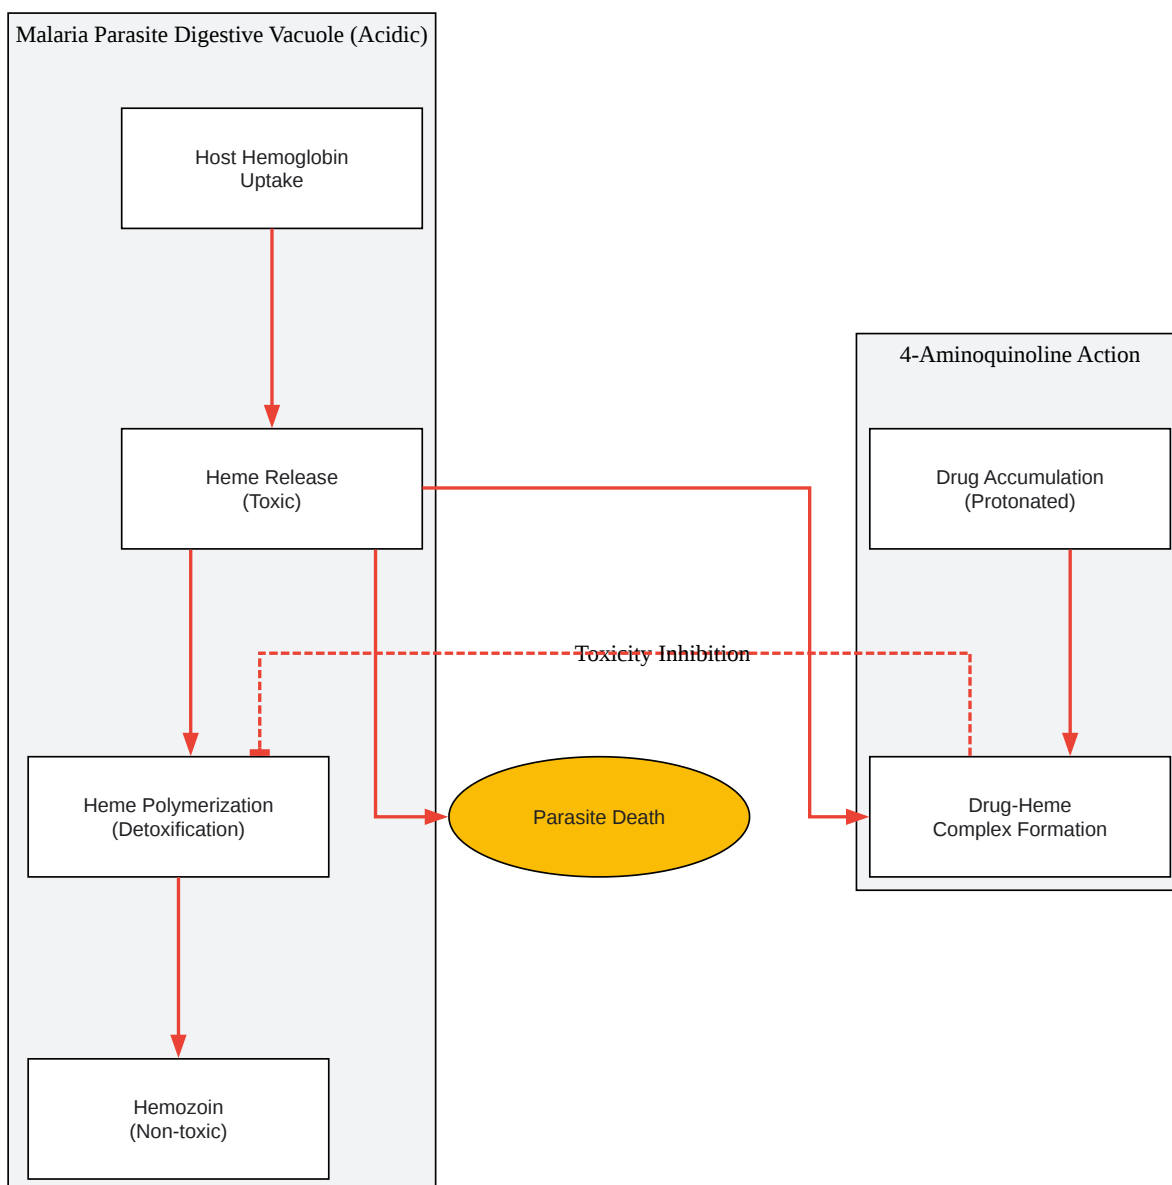 Malaria Parasite Digestive Vacuole (Acidic)
Host Hemoglobin
Uptake
Heme Release
(Toxic)
Heme Polymerization
(Detoxification)
Hemozoin
(Non-toxic)
Toxicity Inhibition
Parasite Death
4-Aminoquinoline Action
Drug Accumulation
(Protonated)
Drug-Heme
Complex Formation